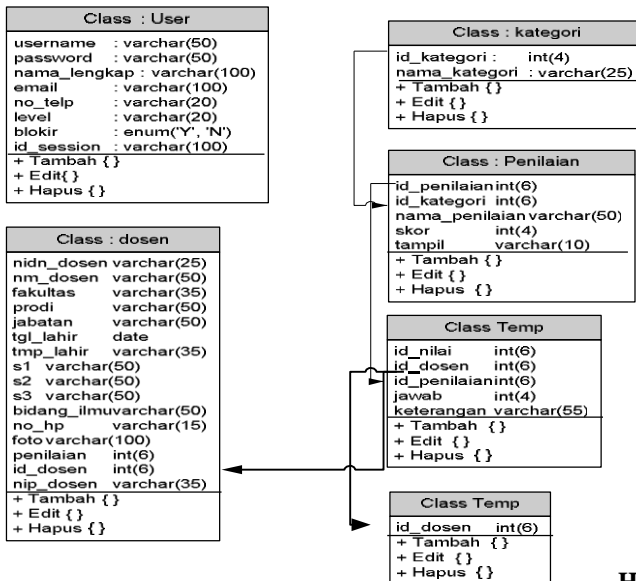 Class : User
username : varchar(50)
password : varchar(50)
nama_lengkap : varchar(100)
email : varchar(100)
no_telp : varchar(20)
level : varchar(20)
blokir : enum('Y', 'N')
id_session : varchar(100)
+ Tambah { }
+ Edit{ }
+ Hapus { }
Class : dosen
nidn_dosen varchar(25)
nm_dosen varchar(50)
fakultas varchar(35)
prodi varchar(50)
jabatan varchar(50)
tgl_lahir date
tmp_lahir varchar(35)
s1 varchar(50)
s2 varchar(50)
s3 varchar(50)
bidang_ilmuvarchar(50)
no_hp varchar(15)
foto varchar(100)
penilaian int(6)
id_dosen int(6)
nip_dosen varchar(35)
+ Tambah { }
+ Edit { }
+ Hapus { }
Class : kategori
id_kategori : int(4)
nama_kategori : varchar(25)
+ Tambah { }
+ Edit { }
+ Hapus { }
Class : Penilaian
id_penilaianint(6)
id_kategori int(6)
nama_penilaian varchar(50)
skor int(4)
tampil varchar(10)
+ Tambah { }
+ Edit { }
+ Hapus { }
Class Temp
id_nilai int(6)
id_dosen int(6)
id_penilaianint(6)
jawab int(4)
keterangan varchar(55)
+ Tambah { }
+ Edit { }
+ Hapus { }
Class Temp
id_dosen int(6)
+ Tambah { }
+ Edit { }
+ Hapus { }
H